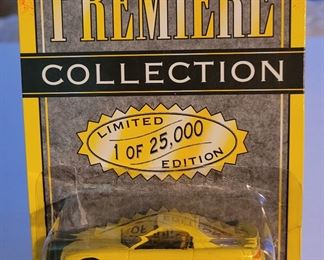 PREMIERE
COLLECTION
LIMITED
1 OF 25,000
EDITION